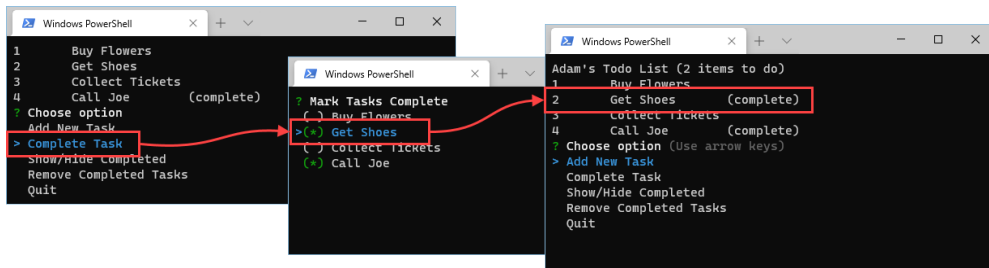 Windows PowerShell
1 Buy Flowers
2 Get Shoes
3 Collect Tickets
4 Call Joe (complete)
? Choose option
Add New Task
> Complete Task
Show/Hide Completed
Remove Completed Tasks
Quit
Windows PowerShell
? Mark Tasks Complete
( ) Buy Flowers
>(*) Get Shoes
( ) Collect Tickets
(*) Call Joe
Windows PowerShell
Adam's Todo List (2 items to do)
1 Buy Flowers
2 Get Shoes (complete)
3 Collect Tickets
4 Call Joe (complete)
? Choose option (Use arrow keys)
> Add New Task
Complete Task
Show/Hide Completed
Remove Completed Tasks
Quit